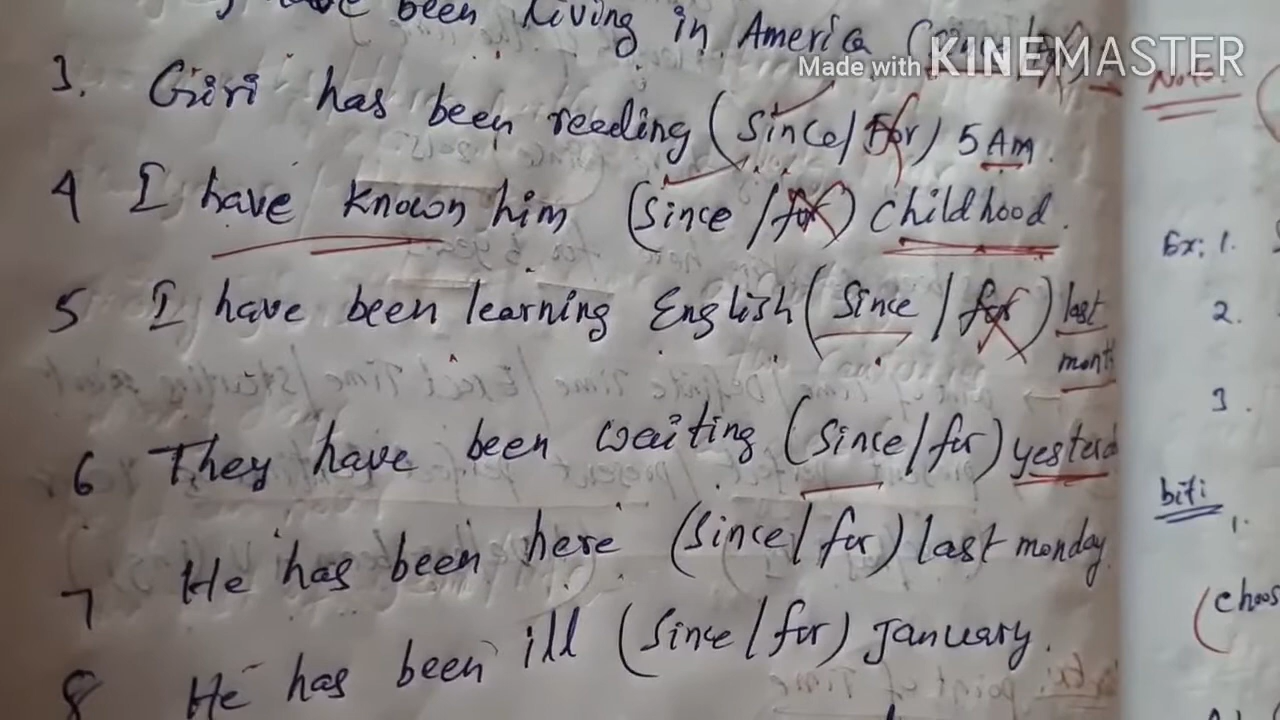 have been living in America
Made with KINEMASTER
3. Giri has been reeding (Since/For) 5 Am.
4 I have known him (Since/for) childhood.
5 I have been learning English (Since/for) last
month
6 They have been waiting (Since/for) yesterd
7 He has been here (Since/for) last monday.
8 He has been ill (Since/for) January.
Note:
Ex: 1.
2.
3.
biti
1.
(choos